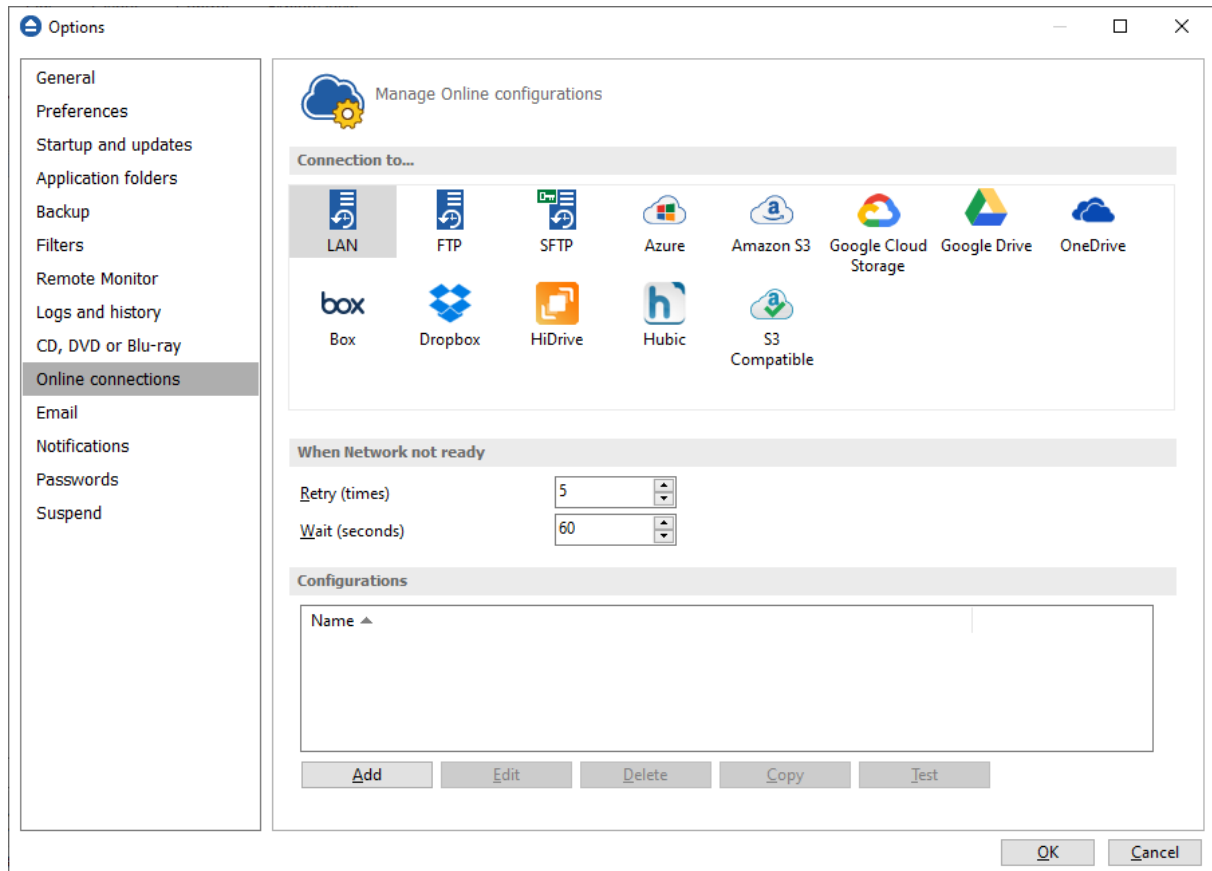 Options
General
Preferences
Startup and updates
Application folders
Backup
Filters
Remote Monitor
Logs and history
CD, DVD or Blu-ray
Online connections
Email
Notifications
Passwords
Suspend
Manage Online configurations
Connection to...
LAN
FTP
SFTP
Azure
Amazon S3
Google Cloud
Storage
Google Drive
OneDrive
box
Box
Dropbox
HiDrive
Hubic
S3
Compatible
When Network not ready
Retry (times)
5
Wait (seconds)
60
Configurations
Name
Add
Edit
Delete
Copy
Test
OK
Cancel